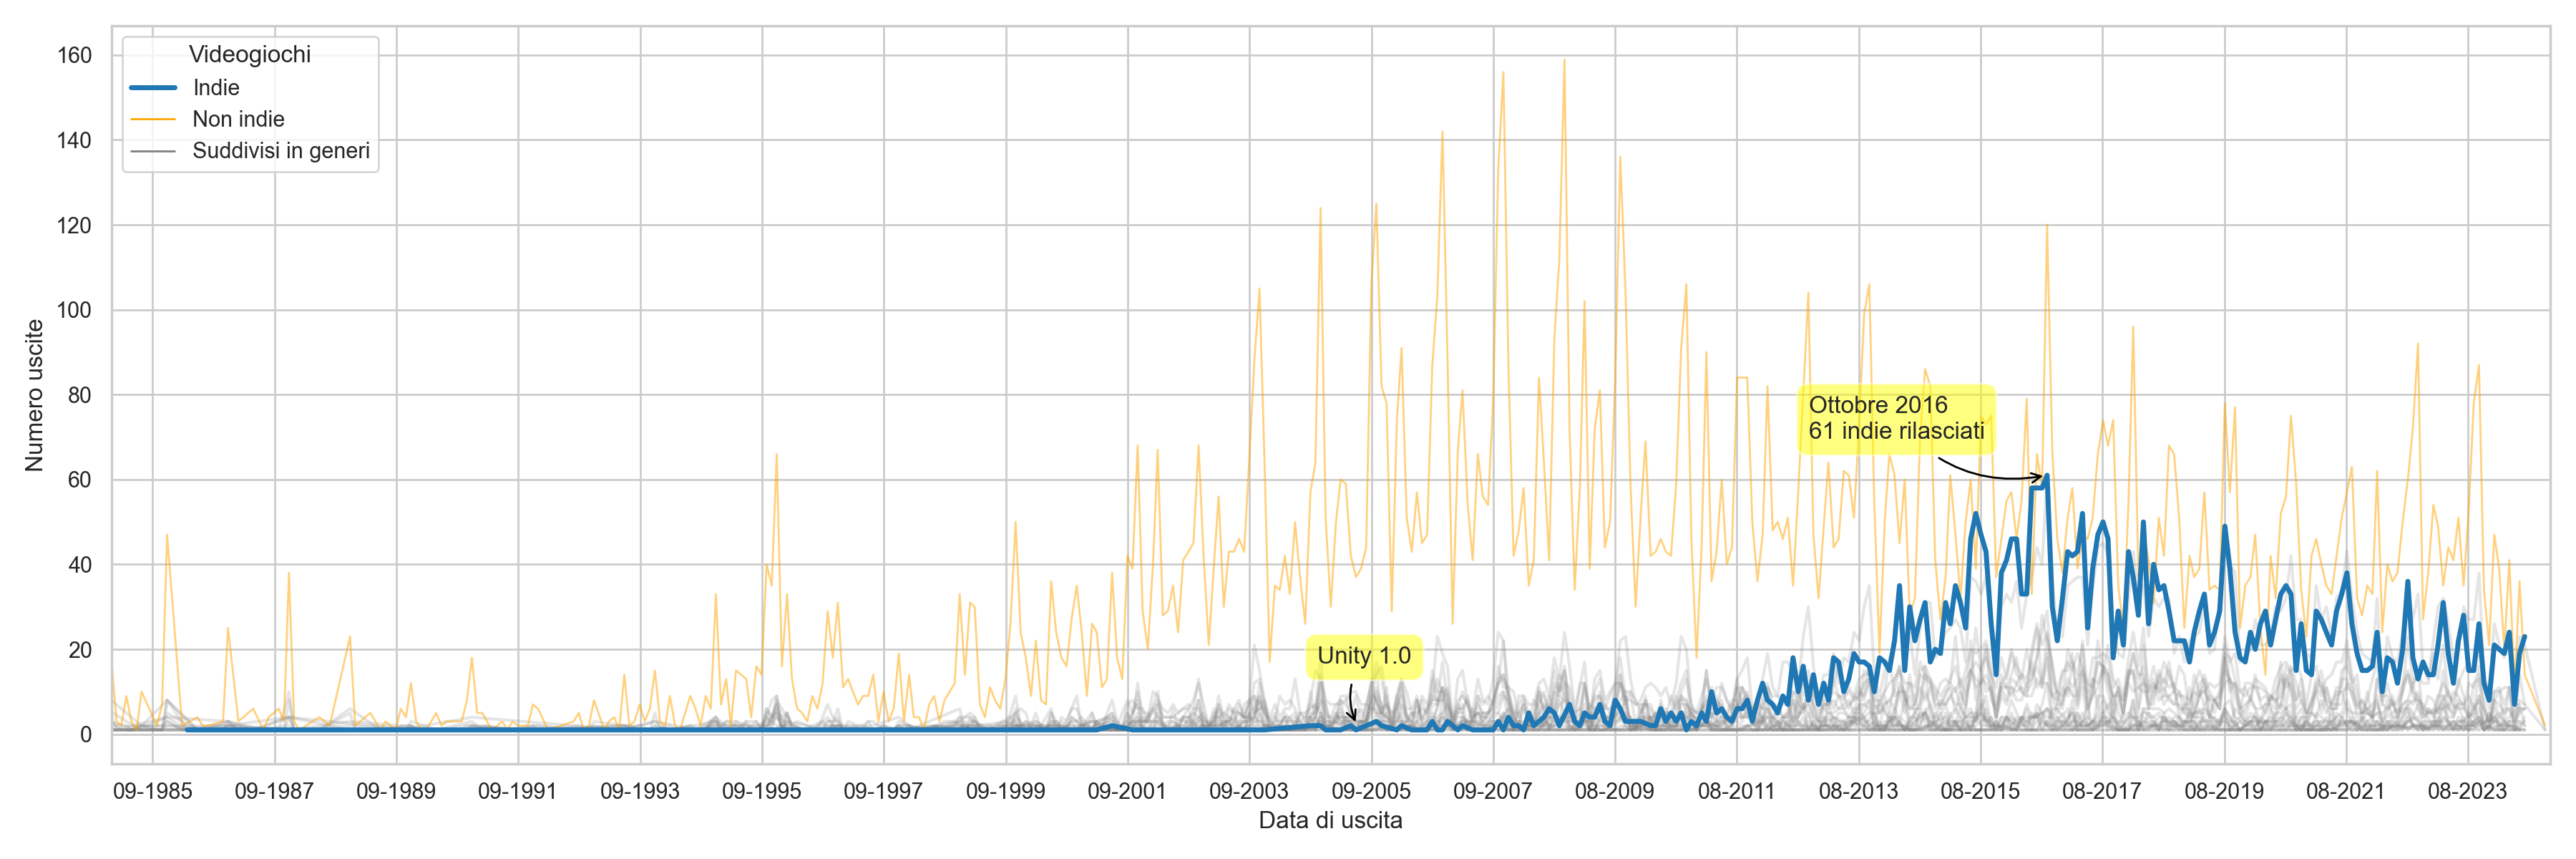 Videogiochi
Indie
Non indie
Suddivisi in generi
160
140
120
100
80
60
40
20
0
Numero uscite
Ottobre 2016
61 indie rilasciati
Unity 1.0
09-1985 09-1987 09-1989 09-1991 09-1993 09-1995 09-1997 09-1999 09-2001 09-2003 09-2005 09-2007 08-2009 08-2011 08-2013 08-2015 08-2017 08-2019 08-2021 08-2023
Data di uscita